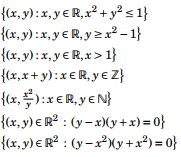 {(x, y) : x, y ∈ ℝ, x² + y² ≤ 1}
{(x, y) : x, y ∈ ℝ, y ≥ x² − 1}
{(x, y) : x, y ∈ ℝ, x > 1}
{(x, x + y) : x ∈ ℝ, y ∈ ℤ}
{(x, x²/y) : x ∈ ℝ, y ∈ ℕ}
{(x, y) ∈ ℝ² : (y − x)(y + x) = 0}
{(x, y) ∈ ℝ² : (y − x²)(y + x²) = 0}